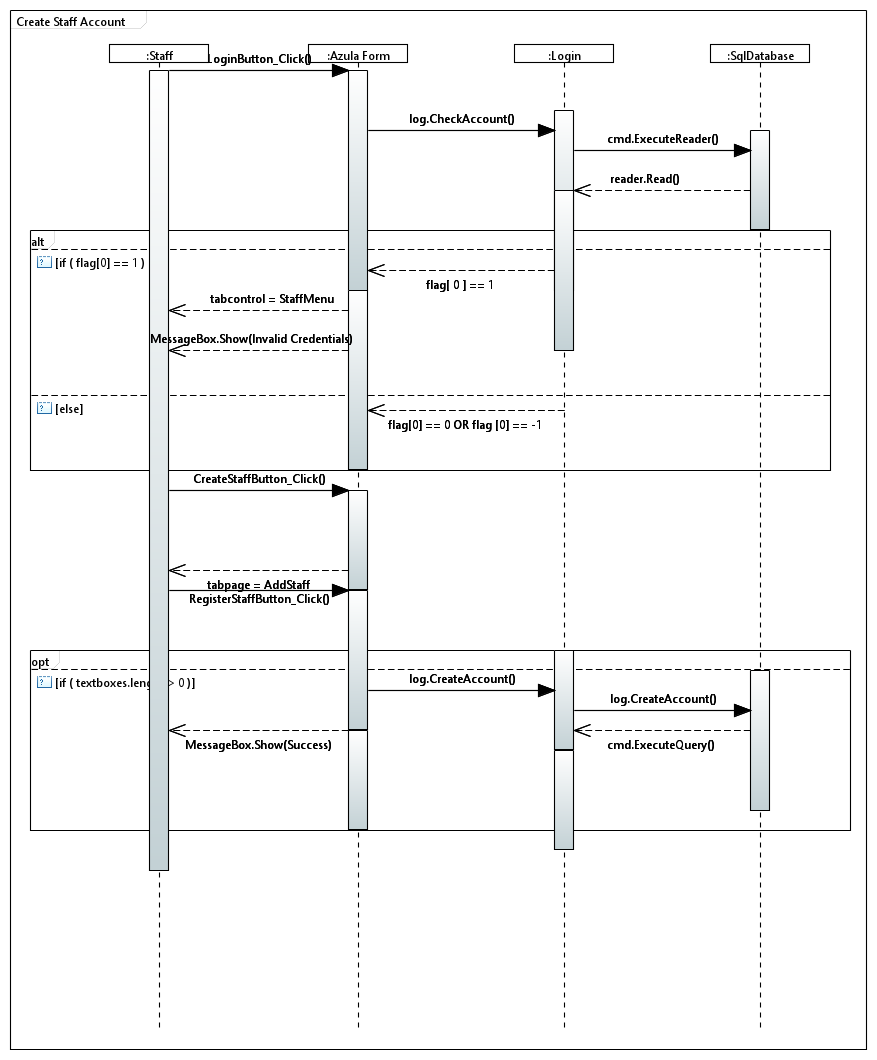 Create Staff Account
:Staff
:Azula Form
:Login
:SqlDatabase
LoginButton_Click()
log.CheckAccount()
cmd.ExecuteReader()
reader.Read()
alt
[if ( flag[0] == 1 )
flag[ 0 ] == 1
tabcontrol = StaffMenu
MessageBox.Show(Invalid Credentials)
[else]
flag[0] == 0 OR flag [0] == -1
CreateStaffButton_Click()
tabpage = AddStaff
RegisterStaffButton_Click()
opt
[if ( textboxes.leng > 0 )]
log.CreateAccount()
log.CreateAccount()
MessageBox.Show(Success)
cmd.ExecuteQuery()